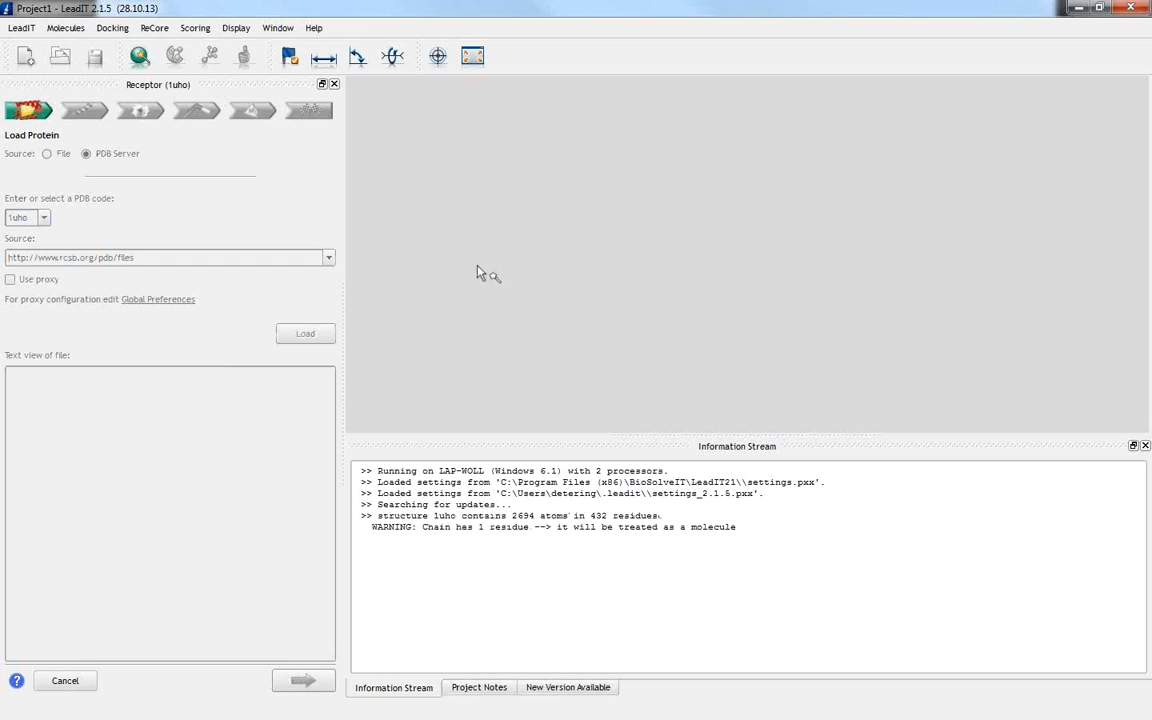 Project1 - LeadIT 2.1.5 (28.10.13)
LeadIT Molecules Docking ReCore Scoring Display Window Help
Receptor (1uho)
Load Protein
Source: File PDB Server
Enter or select a PDB code:
1uho
Source:
http://www.rcsb.org/pdb/files
Use proxy
For proxy configuration edit Global Preferences
Load
Text view of file:
Cancel
Information Stream
>> Running on LAP-WOLL (Windows 6.1) with 2 processors.
>> Loaded settings from 'C:\Program Files (x86)\BioSolveIT\LeadIT21\\settings.pxx'.
>> Loaded settings from 'C:\Users\detering\.leadit\\settings_2.1.5.pxx'.
>> Searching for updates...
>> structure 1uho contains 2694 atoms in 432 residues.
WARNING: Chain has 1 residue --> it will be treated as a molecule
Information Stream Project Notes New Version Available